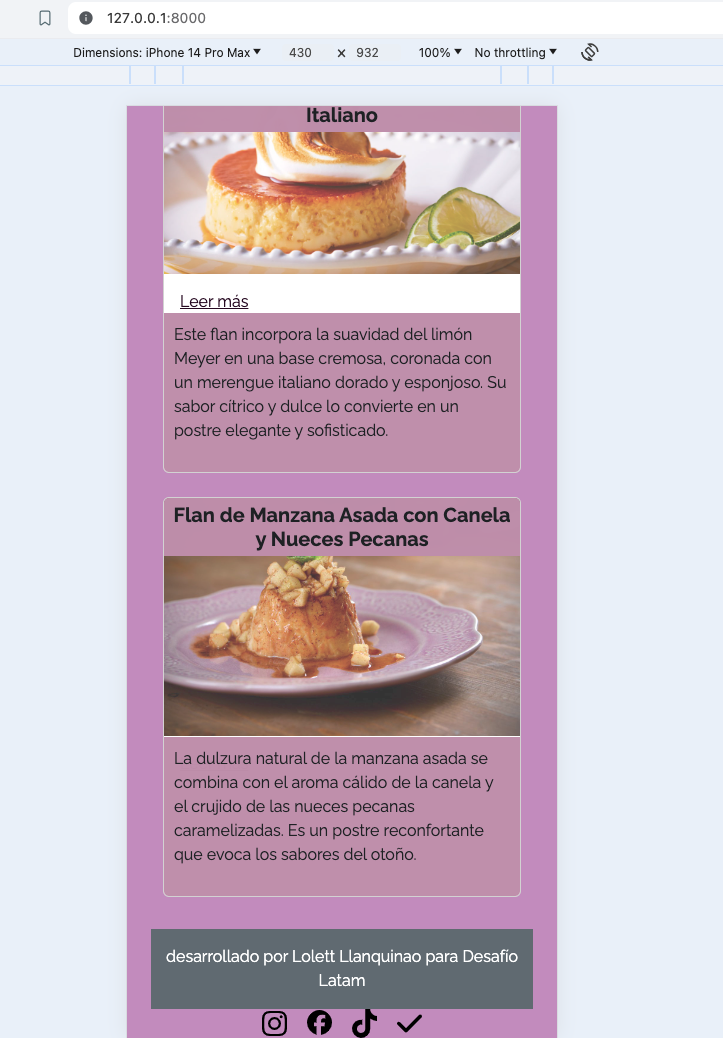 127.0.0.1:8000
Dimensions: iPhone 14 Pro Max 430 × 932 100% No throttling
Italiano
Leer más
Este flan incorpora la suavidad del limón
Meyer en una base cremosa, coronada con
un merengue italiano dorado y esponjoso. Su
sabor cítrico y dulce lo convierte en un
postre elegante y sofisticado.
Flan de Manzana Asada con Canela
y Nueces Pecanas
La dulzura natural de la manzana asada se
combina con el aroma cálido de la canela y
el crujido de las nueces pecanas
caramelizadas. Es un postre reconfortante
que evoca los sabores del otoño.
desarrollado por Lolett Llanquinao para Desafío
Latam